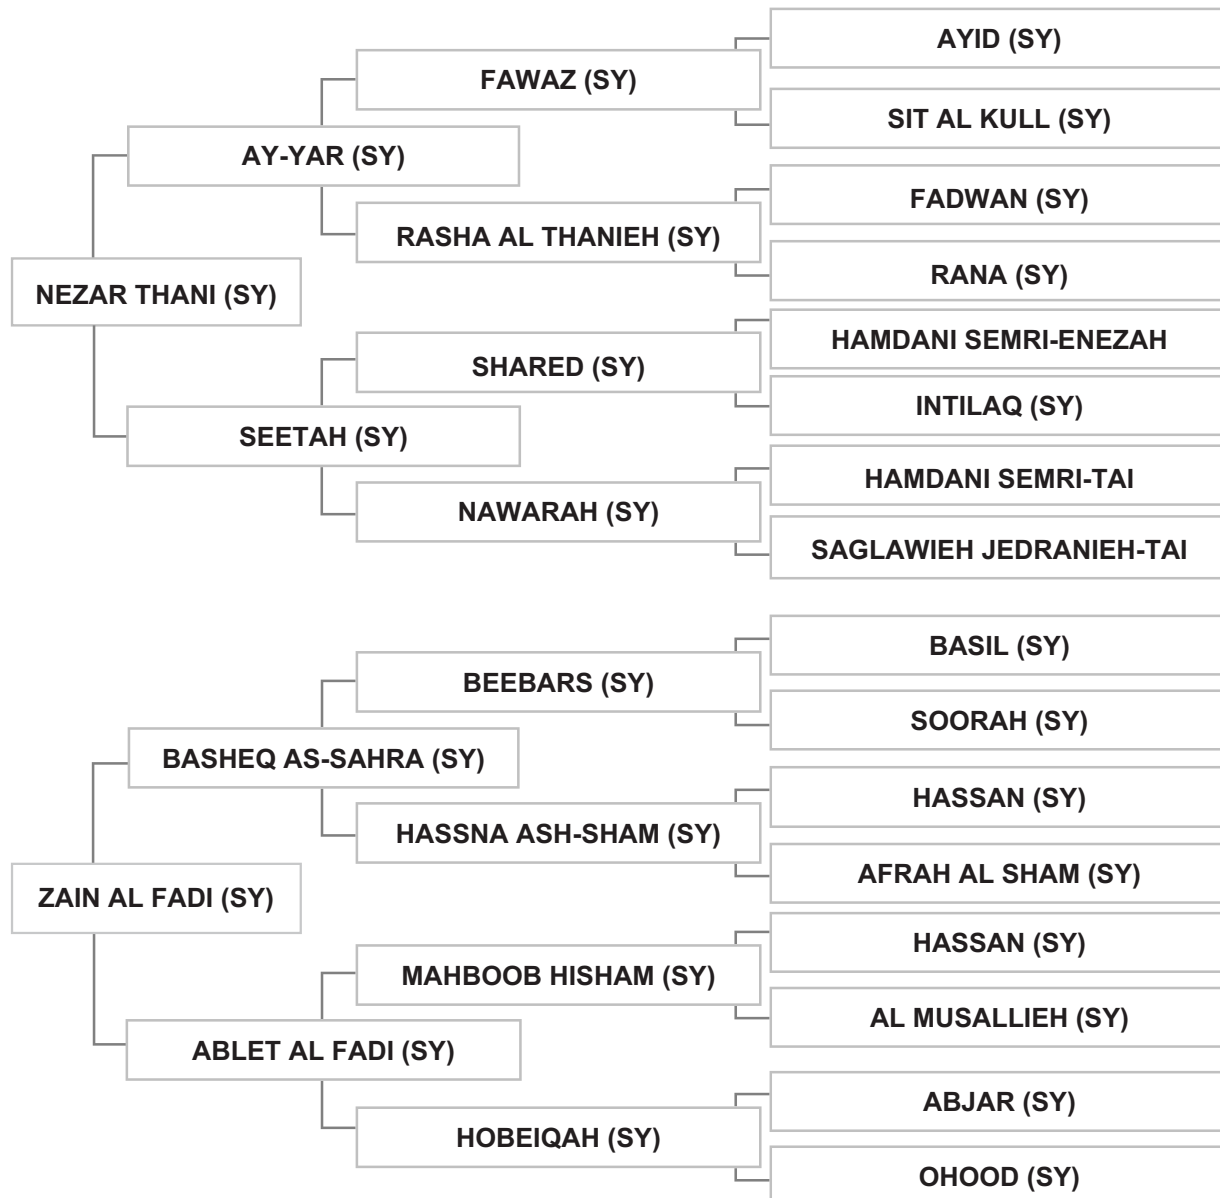 AYID (SY)
FAWAZ (SY)
SIT AL KULL (SY)
AY-YAR (SY)
FADWAN (SY)
RASHA AL THANIEH (SY)
RANA (SY)
NEZAR THANI (SY)
HAMDANI SEMRI-ENEZAH
SHARED (SY)
INTILAQ (SY)
SEETAH (SY)
HAMDANI SEMRI-TAI
NAWARAH (SY)
SAGLAWIEH JEDRANIEH-TAI
BASIL (SY)
BEEBARS (SY)
SOORAH (SY)
BASHEQ AS-SAHRA (SY)
HASSAN (SY)
HASSNA ASH-SHAM (SY)
AFRAH AL SHAM (SY)
ZAIN AL FADI (SY)
HASSAN (SY)
MAHBOOB HISHAM (SY)
AL MUSALLIEH (SY)
ABLET AL FADI (SY)
ABJAR (SY)
HOBEIQAH (SY)
OHOOD (SY)